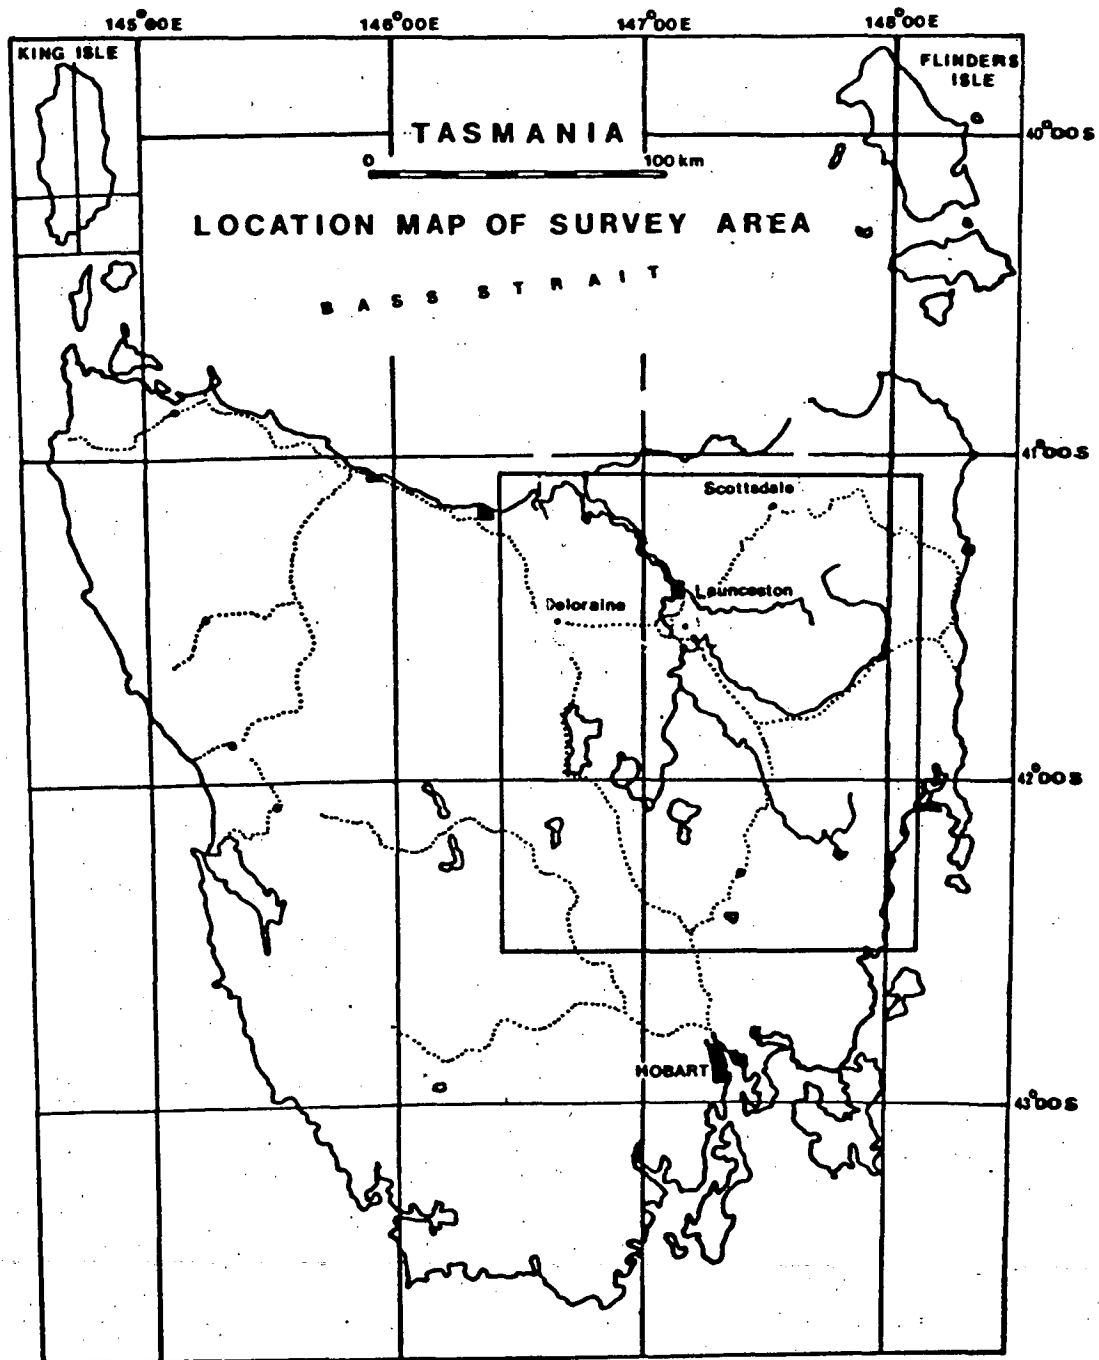 145°00E 146°00E 147°00E 148°00E
KING ISLE
FLINDERS
ISLE
TASMANIA
40°00S
0 100 km
LOCATION MAP OF SURVEY AREA
BASS STRAIT
41°00S
Scottsdale
Launceston
Deloraine
42°00S
HOBART
43°00S